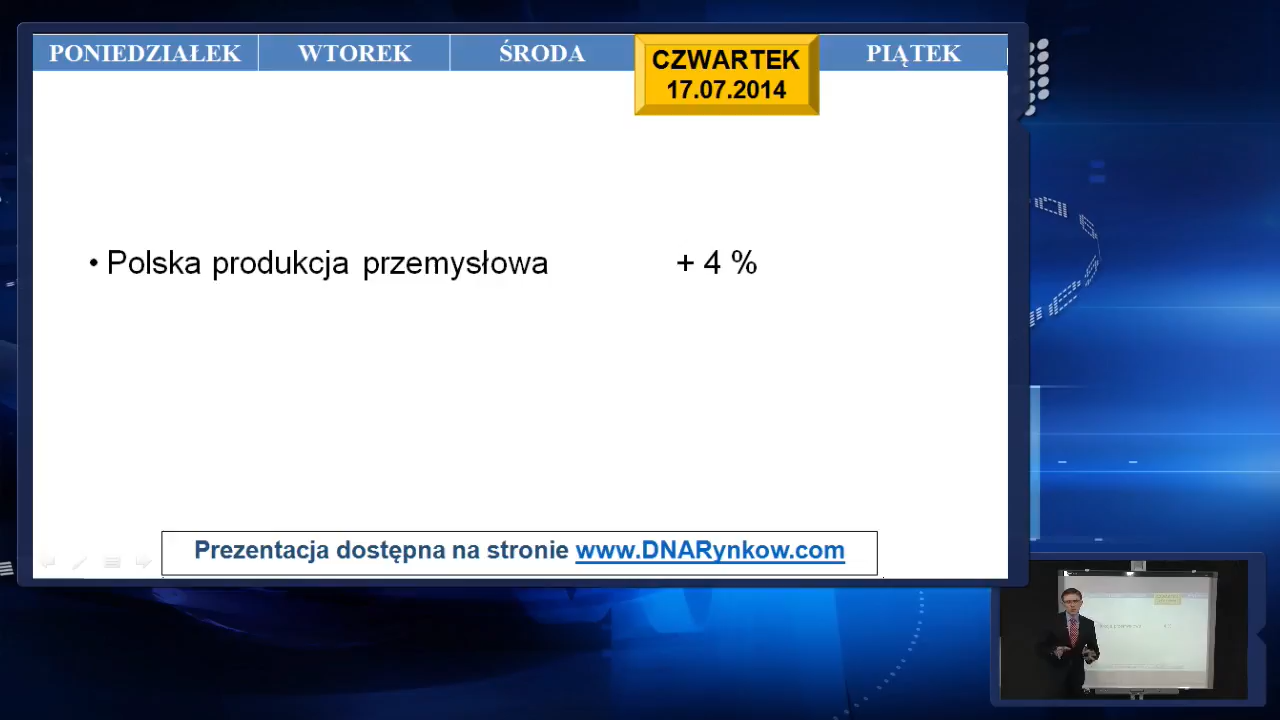 PONIEDZIAŁEK WTOREK ŚRODA CZWARTEK PIĄTEK
17.07.2014
• Polska produkcja przemysłowa + 4 %
Prezentacja dostępna na stronie www.DNARynkow.com